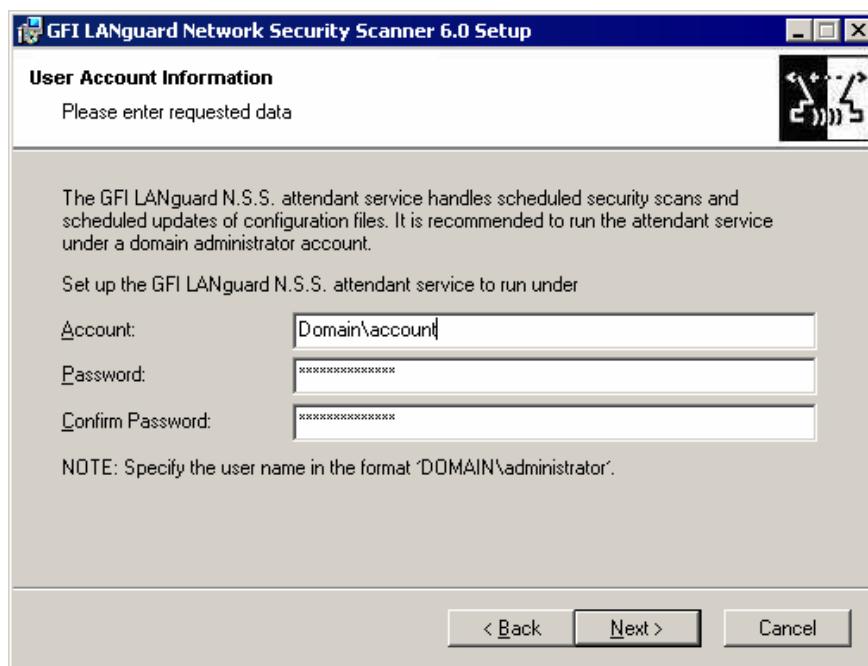 GFI LANguard Network Security Scanner 6.0 Setup
User Account Information
Please enter requested data
The GFI LANguard N.S.S. attendant service handles scheduled security scans and
scheduled updates of configuration files. It is recommended to run the attendant service
under a domain administrator account.
Set up the GFI LANguard N.S.S. attendant service to run under
Account:
Domain\account
Password:
**************
Confirm Password:
**************
NOTE: Specify the user name in the format ´DOMAIN\administrator´.
< Back
Next >
Cancel